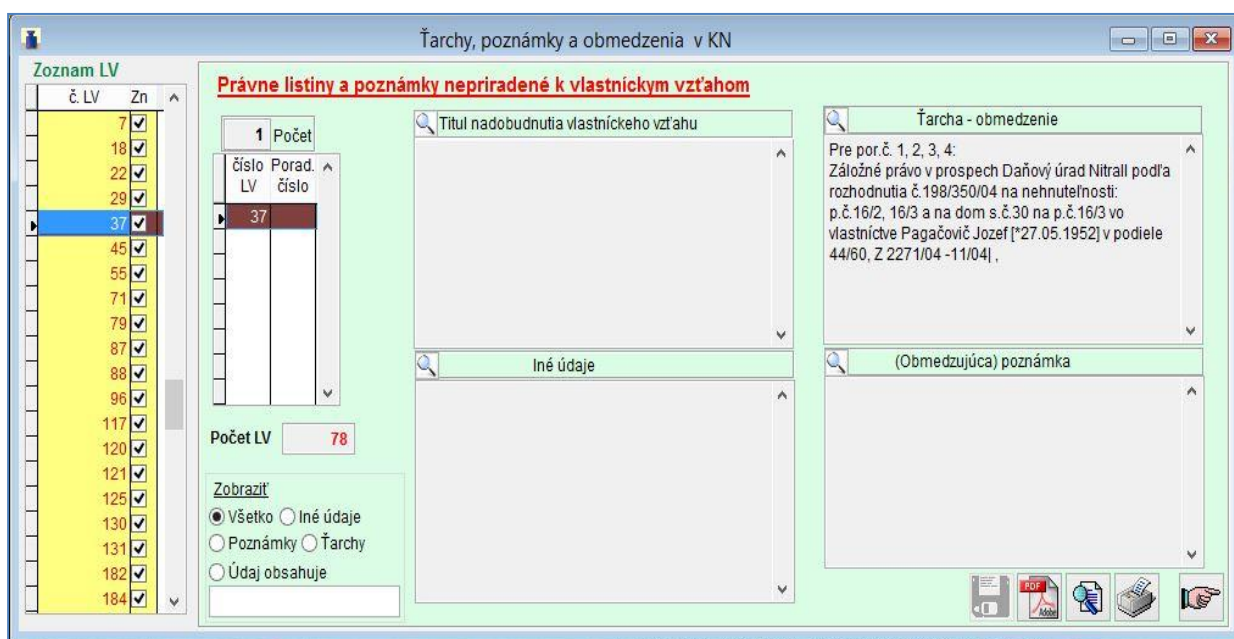 Ťarchy, poznámky a obmedzenia v KN
Zoznam LV
č. LV Zn
7
18
22
29
37
45
55
71
79
87
88
96
117
120
121
125
130
131
182
184
Právne listiny a poznámky nepriradené k vlastníckym vzťahom
1 Počet
číslo Porad.
LV číslo
37
Počet LV 78
Zobraziť
Všetko Iné údaje
Poznámky Ťarchy
Údaj obsahuje
Titul nadobudnutia vlastníckeho vzťahu
Iné údaje
Ťarcha - obmedzenie
Pre por.č. 1, 2, 3, 4:
Záložné právo v prospech Daňový úrad Nitrall podľa
rozhodnutia č.198/350/04 na nehnuteľnosti:
p.č.16/2, 16/3 a na dom s.č.30 na p.č.16/3 vo
vlastníctve Pagačovič Jozef [*27.05.1952] v podiele
44/60, Z 2271/04 -11/04| ,
(Obmedzujúca) poznámka
PDF
Adobe